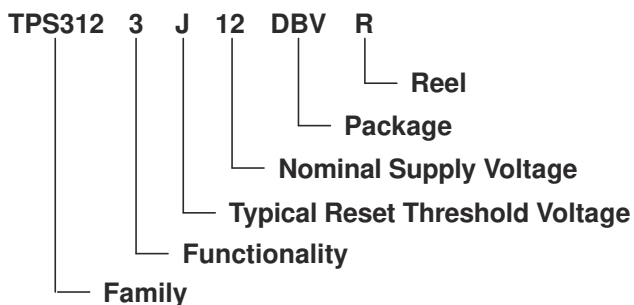 TPS312 3 J 12 DBV R
Reel
Package
Nominal Supply Voltage
Typical Reset Threshold Voltage
Functionality
Family